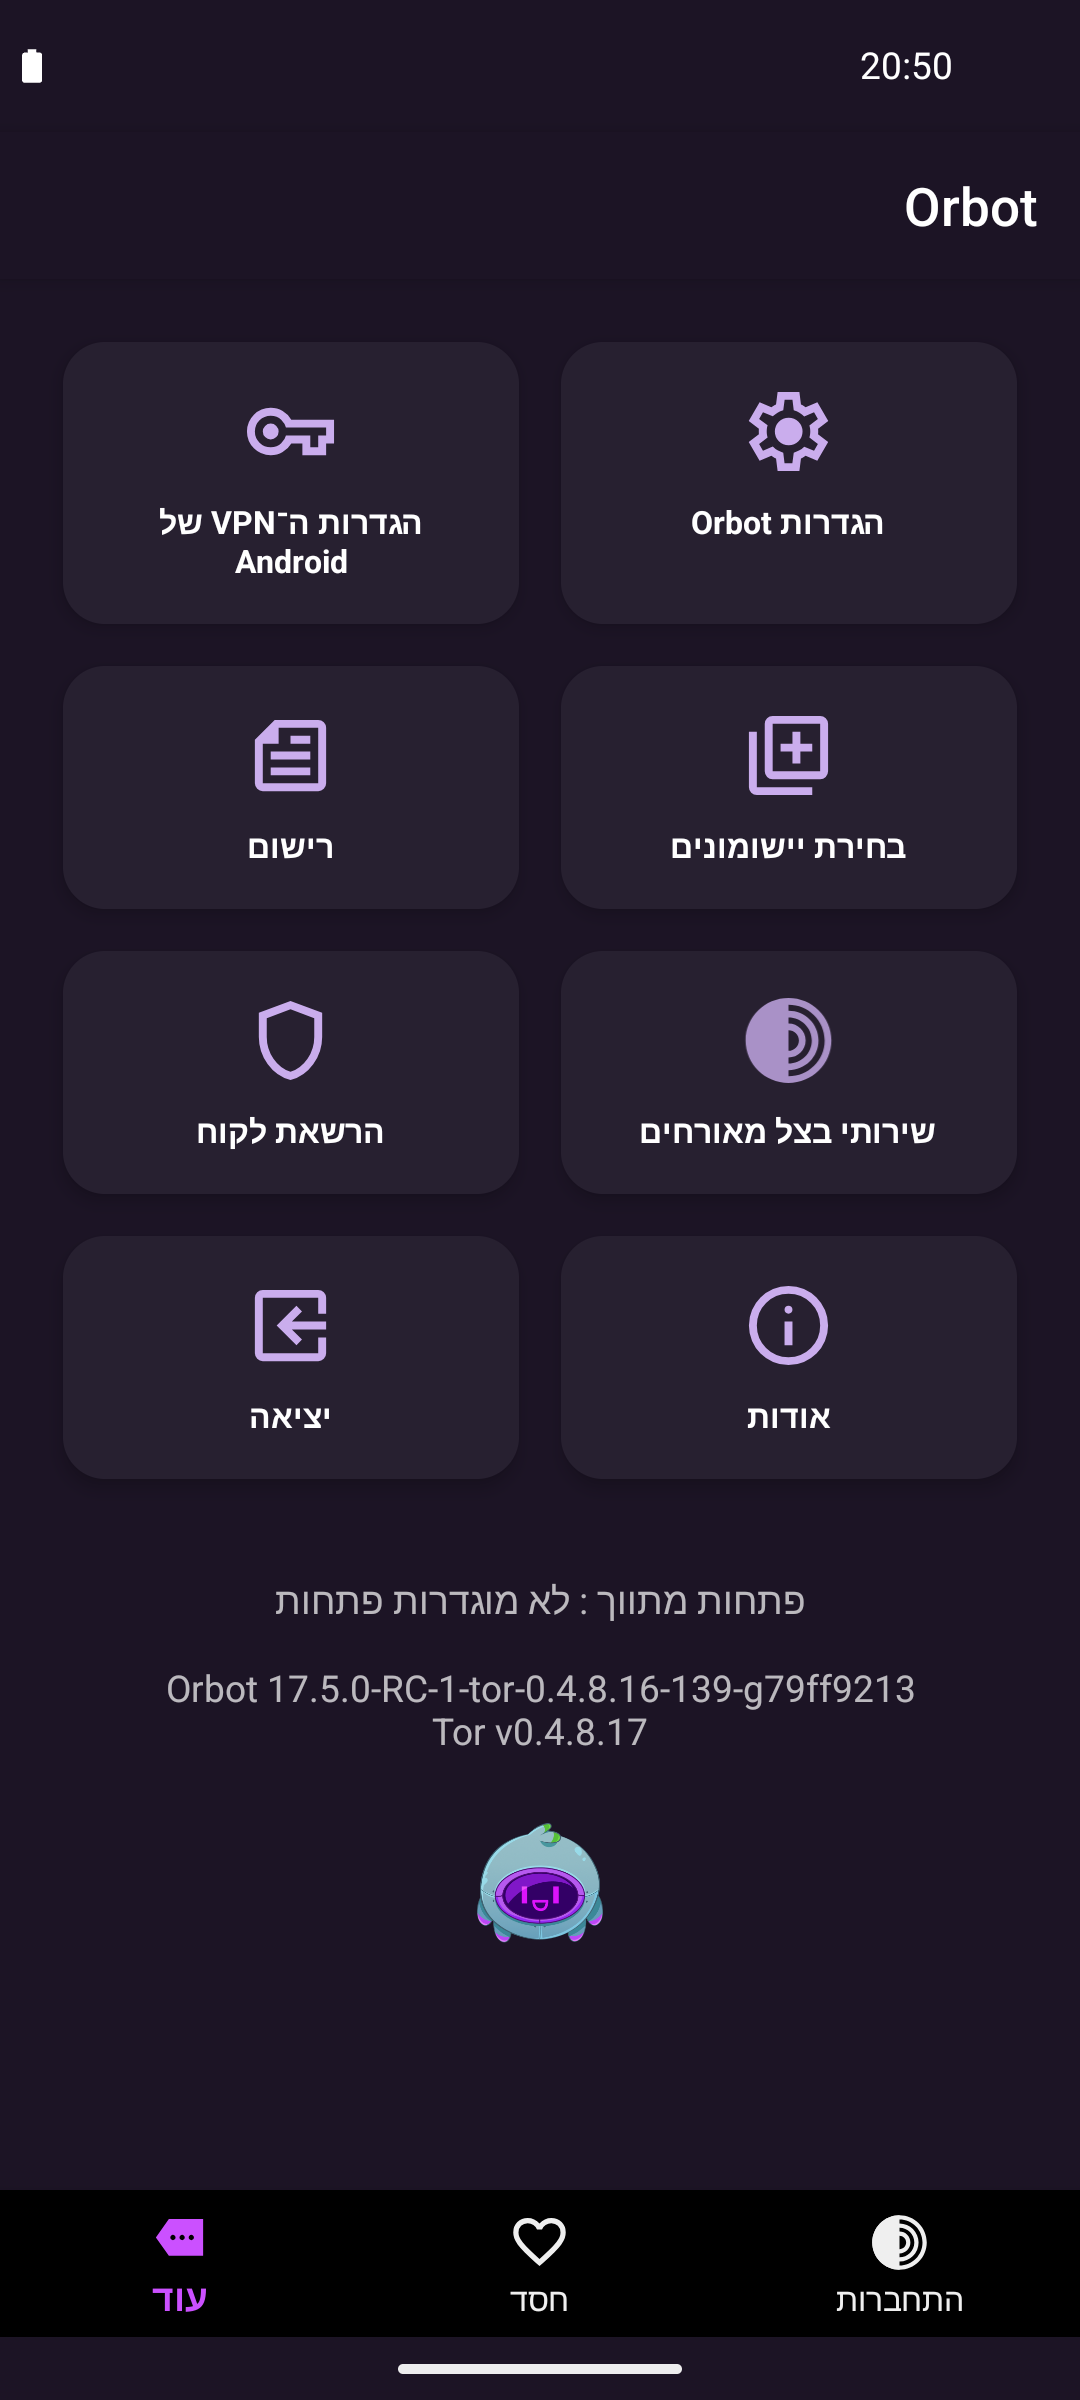 20:50
Orbot
הגדרות Orbot
הגדרות ה־VPN של
Android
בחירת יישומונים
רישום
שירותי בצל מאורחים
הרשאת לקוח
אודות
יציאה
פתחות מתווך : לא מוגדרות פתחות
Orbot 17.5.0-RC-1-tor-0.4.8.16-139-g79ff9213
Tor v0.4.8.17
התחברות
חסד
עוד